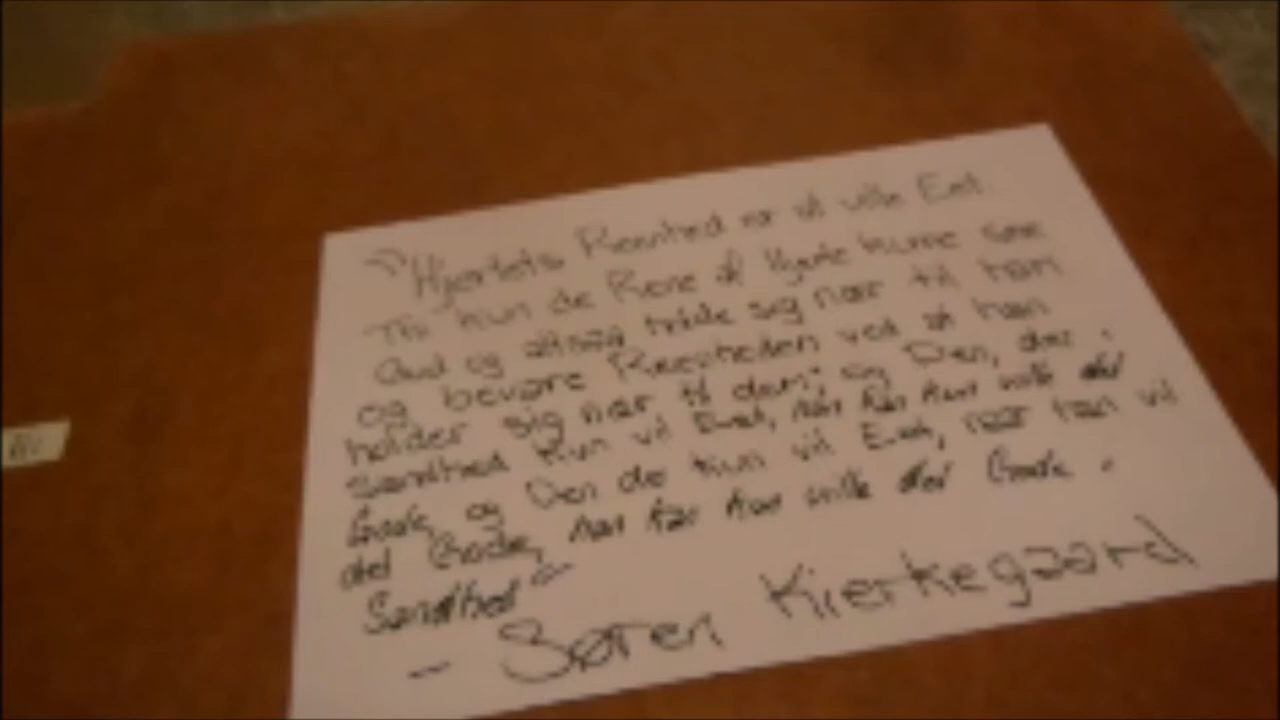 "Hjertets Reenhed er at ville Eet.
Thi kun de Rene af Hjerte kunne see
Gud og altsaa holde sig nær til ham
og bevare Reenheden ved at han
holder sig nær til dem; og Den, der i
Sandhed kun vil Eet, han kan kun ville det
Gode, og Den der kun vil Eet, naar han vil
det Gode, han kan kun ville det Gode i
Sandhed"
- Søren Kierkegaard